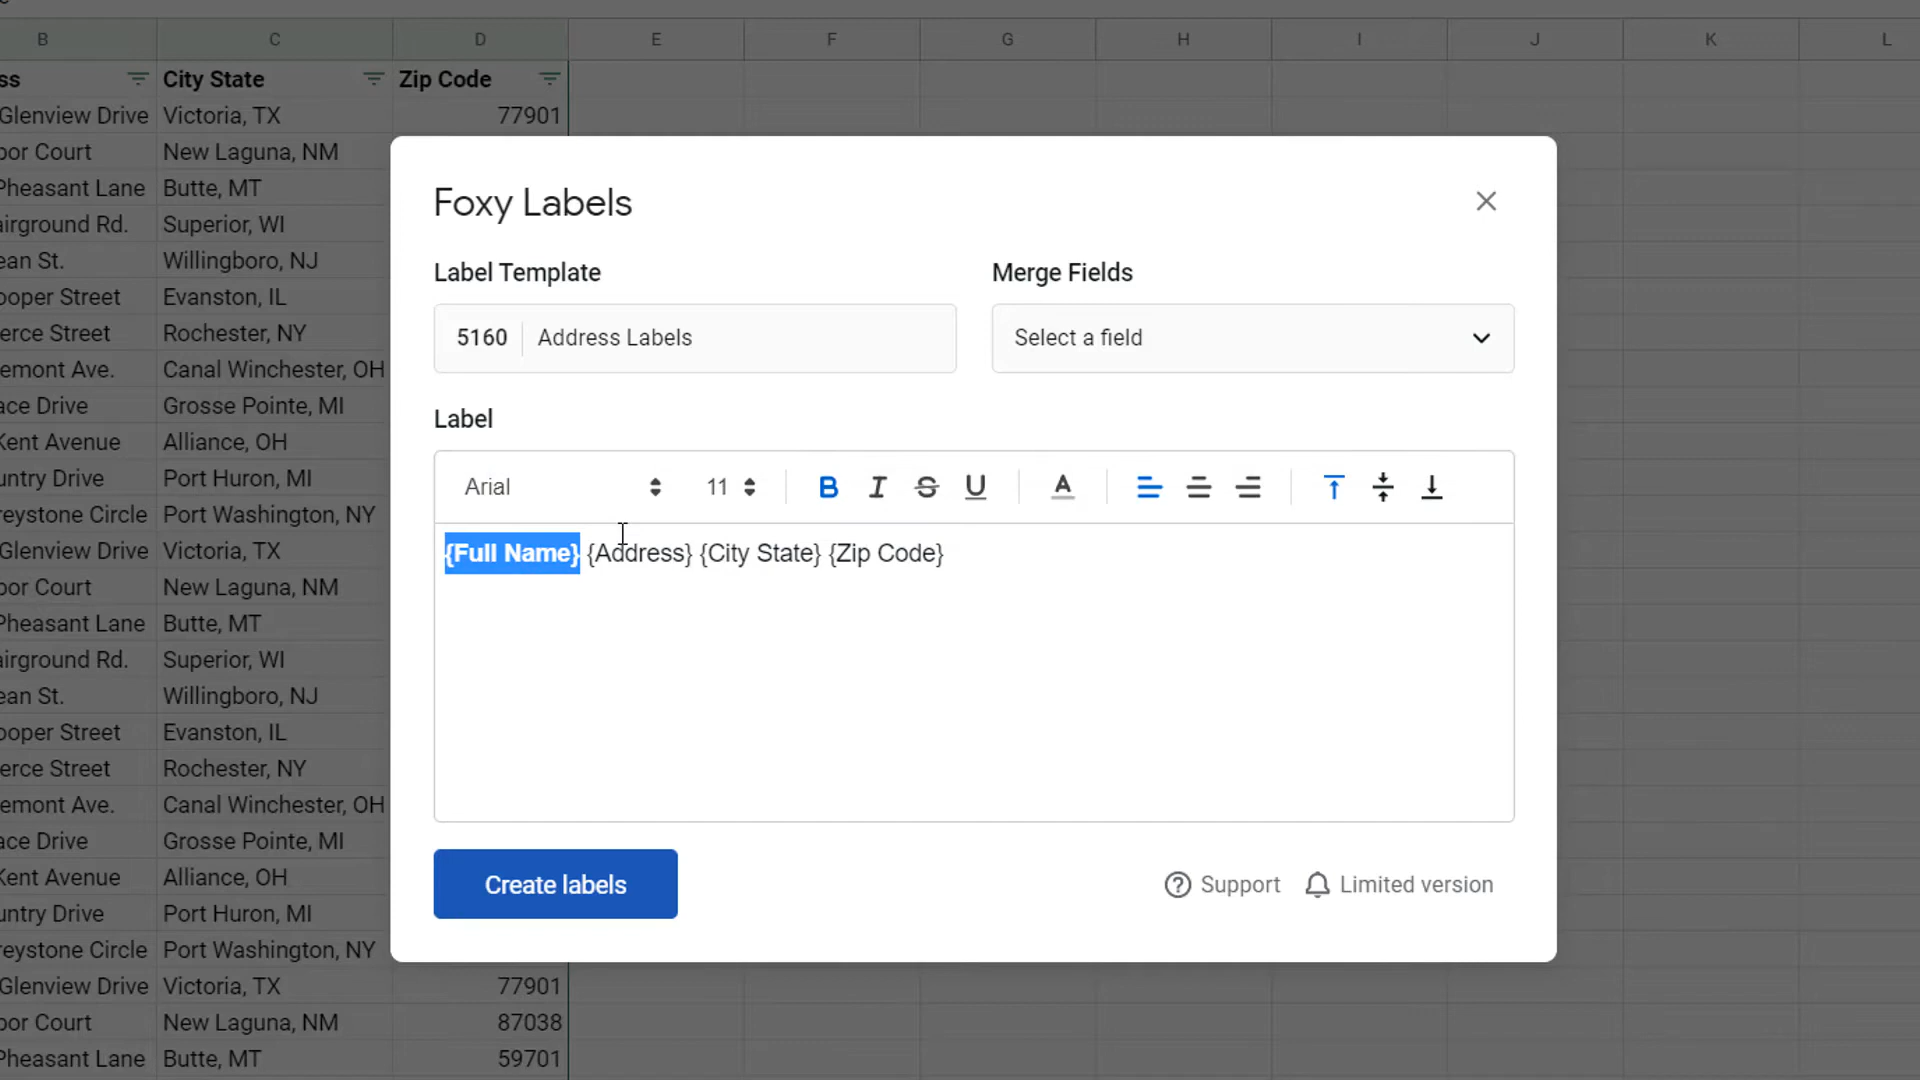 B C D E F G H I J K L
ss City State Zip Code
Glenview Drive Victoria, TX 77901
bor Court New Laguna, NM
Pheasant Lane Butte, MT
airground Rd. Superior, WI
ean St. Willingboro, NJ
ooper Street Evanston, IL
erce Street Rochester, NY
emont Ave. Canal Winchester, OH
ace Drive Grosse Pointe, MI
Kent Avenue Alliance, OH
untry Drive Port Huron, MI
reystone Circle Port Washington, NY
Glenview Drive Victoria, TX
bor Court New Laguna, NM
Pheasant Lane Butte, MT
airground Rd. Superior, WI
ean St. Willingboro, NJ
ooper Street Evanston, IL
erce Street Rochester, NY
emont Ave. Canal Winchester, OH
ace Drive Grosse Pointe, MI
Kent Avenue Alliance, OH
untry Drive Port Huron, MI
reystone Circle Port Washington, NY
Glenview Drive Victoria, TX 77901
bor Court New Laguna, NM 87038
Pheasant Lane Butte, MT 59701
Foxy Labels
Label Template Merge Fields
5160 Address Labels Select a field
Label
Arial 11 B I S U A
{Full Name} {Address} {City State} {Zip Code}
Create labels Support Limited version